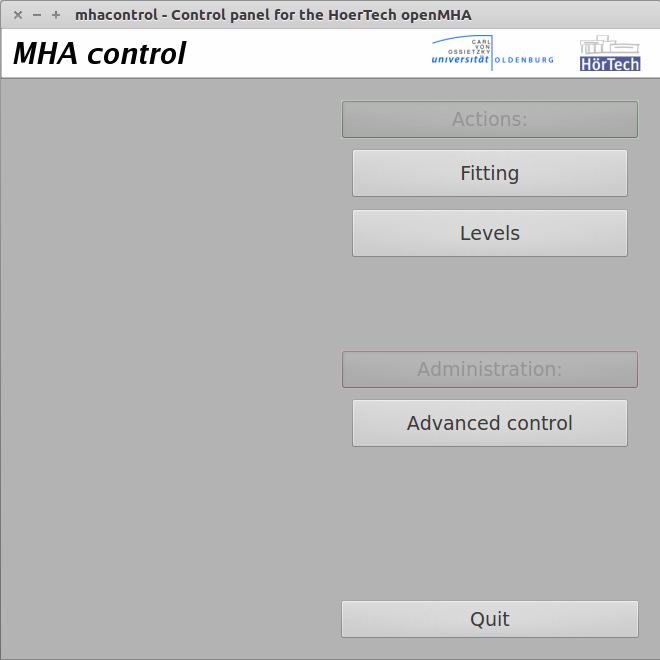 mhacontrol - Control panel for the HoerTech openMHA
MHA control
CARL
VON
OSSIETZKY
universität OLDENBURG
HörTech
Actions:
Fitting
Levels
Administration:
Advanced control
Quit